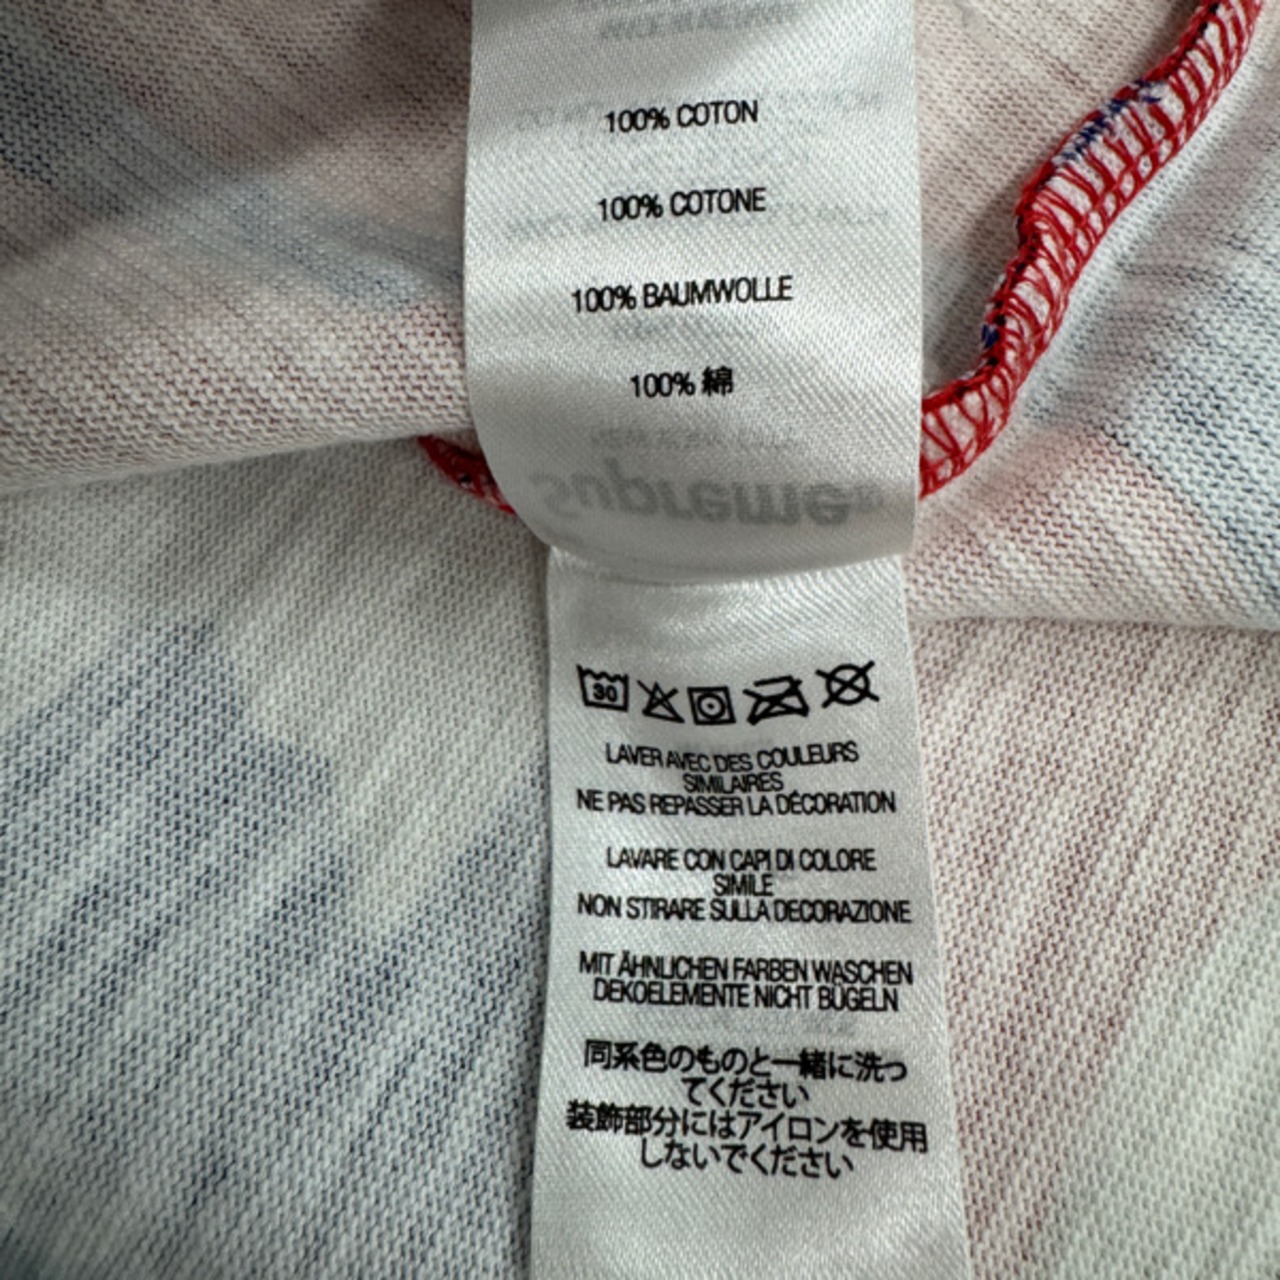 100% COTON
100% COTONE
100% BAUMWOLLE
100% 綿
Supreme
30
LAVER AVEC DES COULEURS
SIMILAIRES
NE PAS REPASSER LA DÉCORATION
LAVARE CON CAPI DI COLORE
SIMILE
NON STIRARE SULLA DECORAZIONE
MIT ÄHNLICHEN FARBEN WASCHEN
DEKOELEMENTE NICHT BÜGELN
同系色のものと一緒に洗っ
てください
装飾部分にはアイロンを使用
しないでください